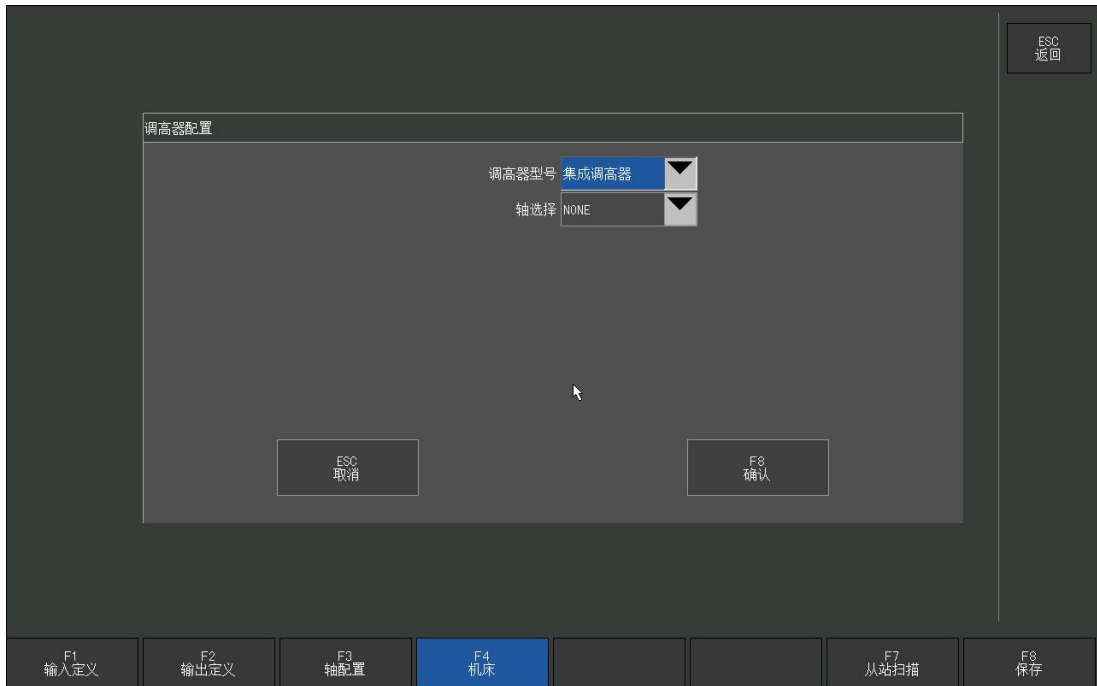 ESC
返回
调高器配置
调高器型号 集成调高器
轴选择 NONE
ESC
取消
F8
确认
F1
输入定义
F2
输出定义
F3
轴配置
F4
机床
F7
从站扫描
F8
保存